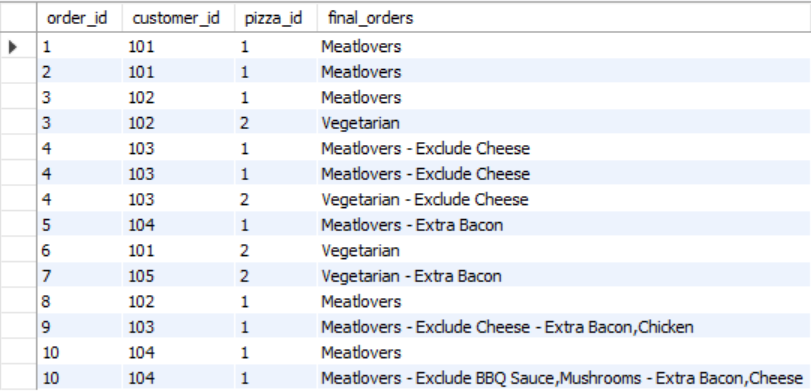 order_id customer_id pizza_id final_orders
1 101 1 Meatlovers
2 101 1 Meatlovers
3 102 1 Meatlovers
3 102 2 Vegetarian
4 103 1 Meatlovers - Exclude Cheese
4 103 1 Meatlovers - Exclude Cheese
4 103 2 Vegetarian - Exclude Cheese
5 104 1 Meatlovers - Extra Bacon
6 101 2 Vegetarian
7 105 2 Vegetarian - Extra Bacon
8 102 1 Meatlovers
9 103 1 Meatlovers - Exclude Cheese - Extra Bacon,Chicken
10 104 1 Meatlovers
10 104 1 Meatlovers - Exclude BBQ Sauce,Mushrooms - Extra Bacon,Cheese